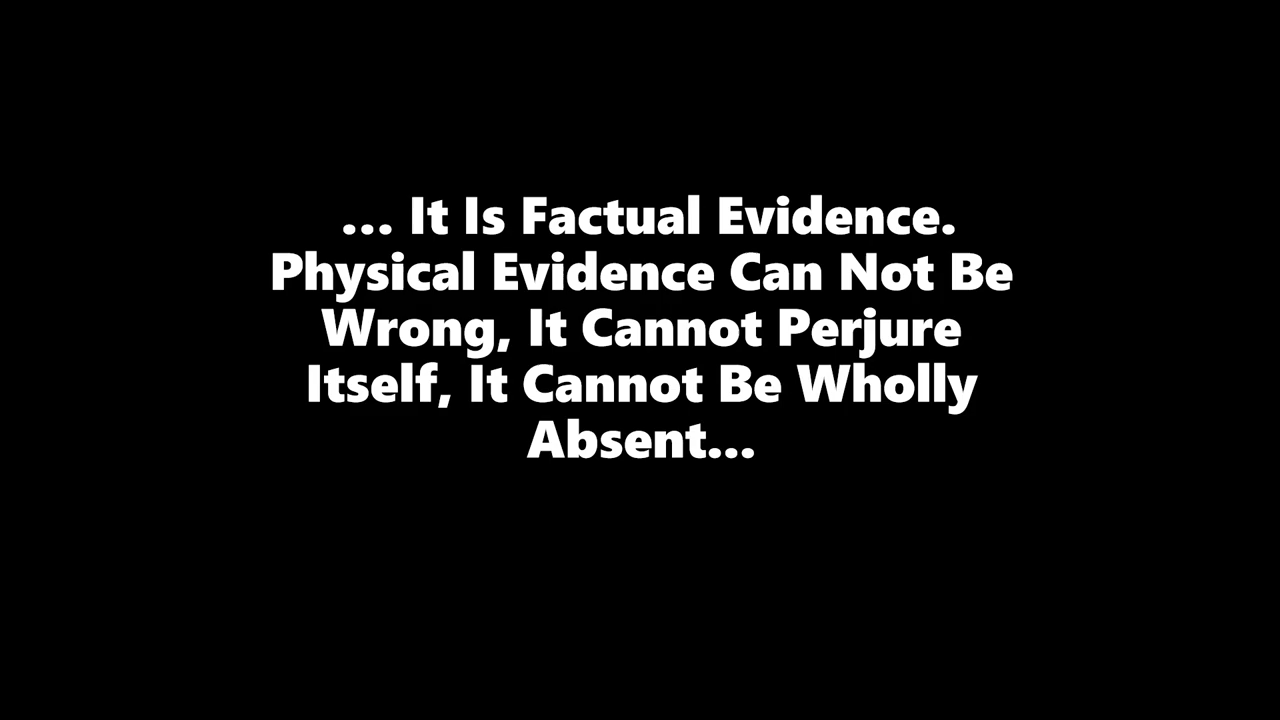 ... It Is Factual Evidence.
Physical Evidence Can Not Be
Wrong, It Cannot Perjure
Itself, It Cannot Be Wholly
Absent...